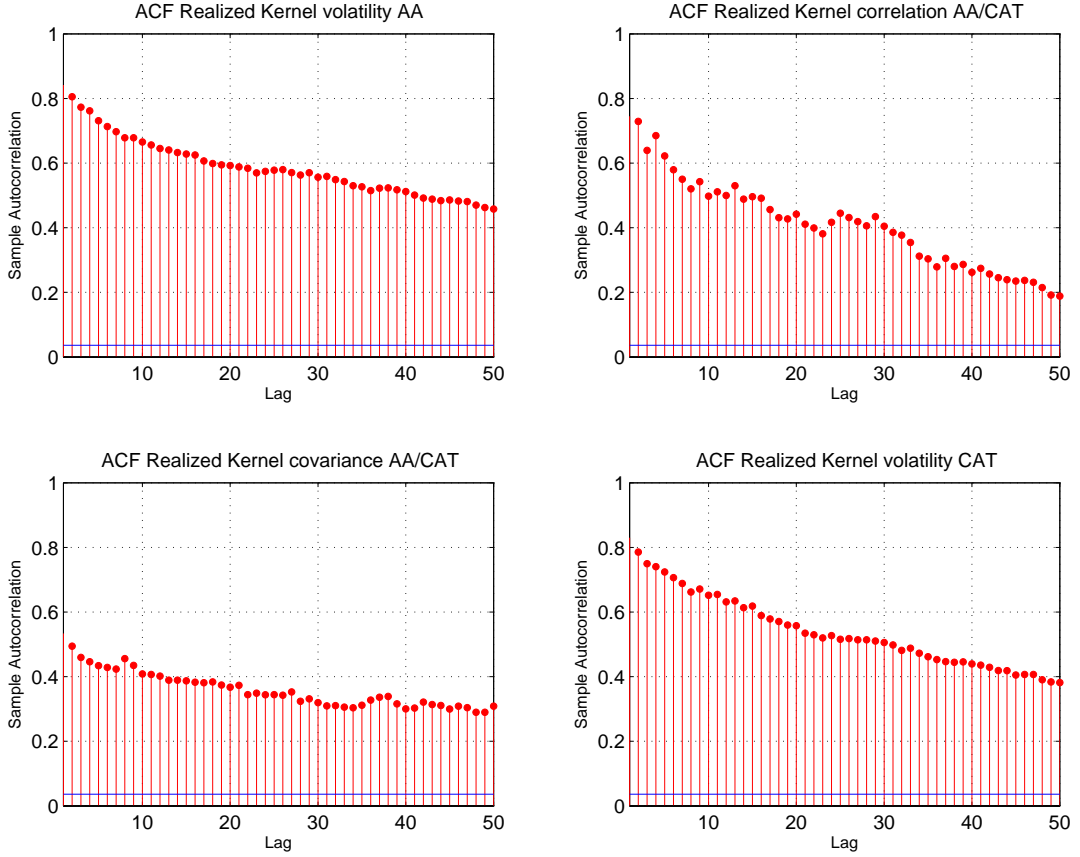 ACF Realized Kernel volatility AA
1
0.8
0.6
0.4
0.2
0
Sample Autocorrelation
10 20 30 40 50
Lag
ACF Realized Kernel correlation AA/CAT
1
0.8
0.6
0.4
0.2
0
Sample Autocorrelation
10 20 30 40 50
Lag
ACF Realized Kernel covariance AA/CAT
1
0.8
0.6
0.4
0.2
0
Sample Autocorrelation
10 20 30 40 50
Lag
ACF Realized Kernel volatility CAT
1
0.8
0.6
0.4
0.2
0
Sample Autocorrelation
10 20 30 40 50
Lag